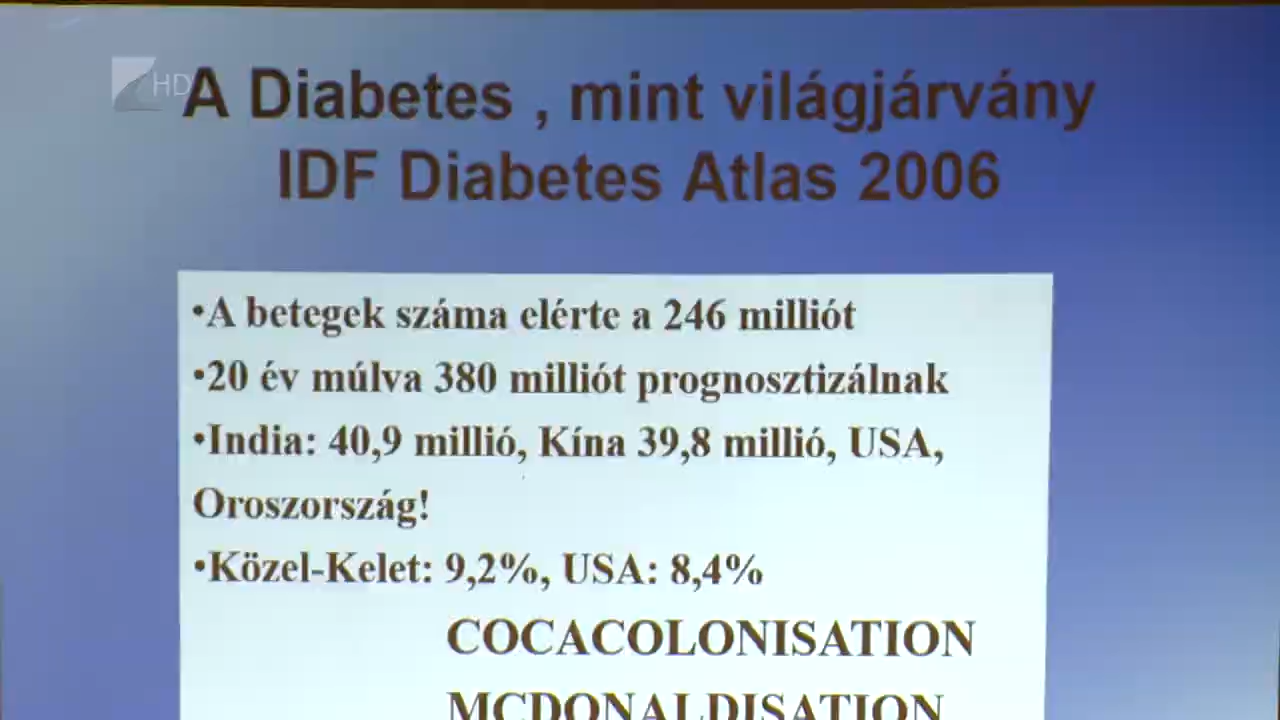 HD
A Diabetes , mint világjárvány
IDF Diabetes Atlas 2006
•A betegek száma elérte a 246 milliót
•20 év múlva 380 milliót prognosztizálnak
•India: 40,9 millió, Kína 39,8 millió, USA,
Oroszország!
•Közel-Kelet: 9,2%, USA: 8,4%
COCACOLONISATION
MCDONALDISATION